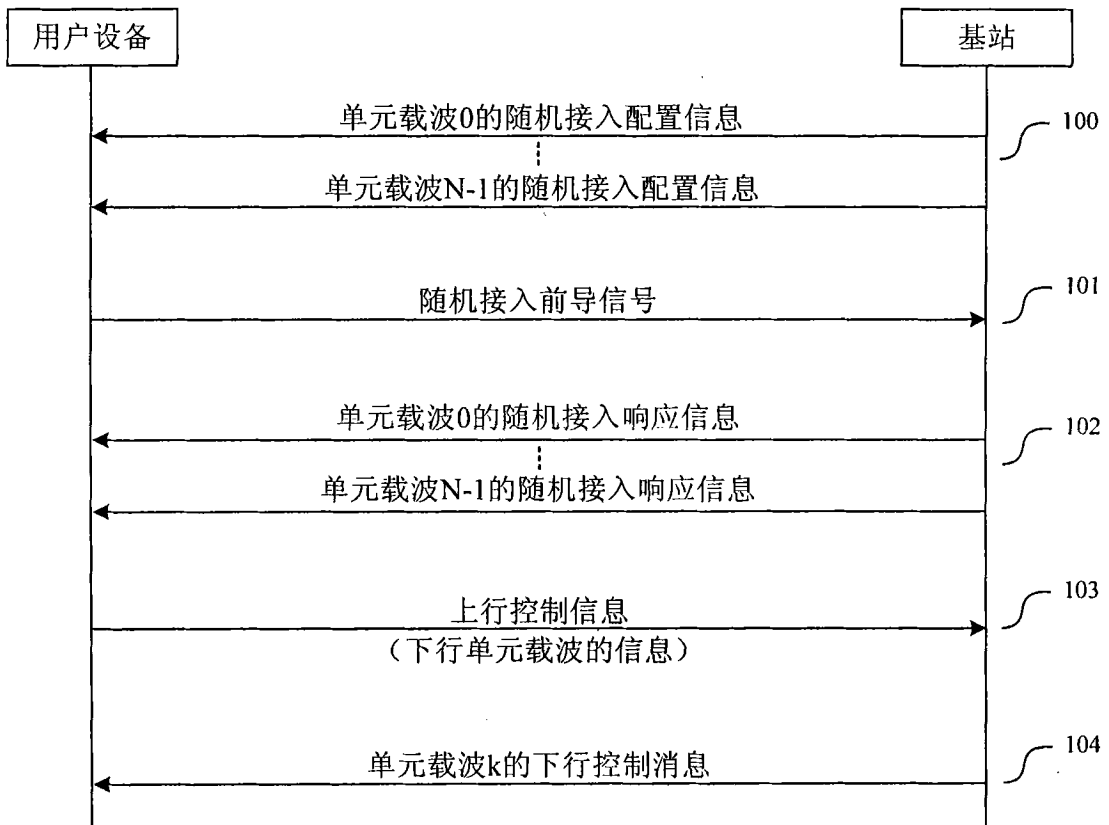 用户设备
基站
单元载波0的随机接入配置信息
100
单元载波N-1的随机接入配置信息
随机接入前导信号
101
单元载波0的随机接入响应信息
102
单元载波N-1的随机接入响应信息
上行控制信息
103
（下行单元载波的信息）
单元载波k的下行控制消息
104